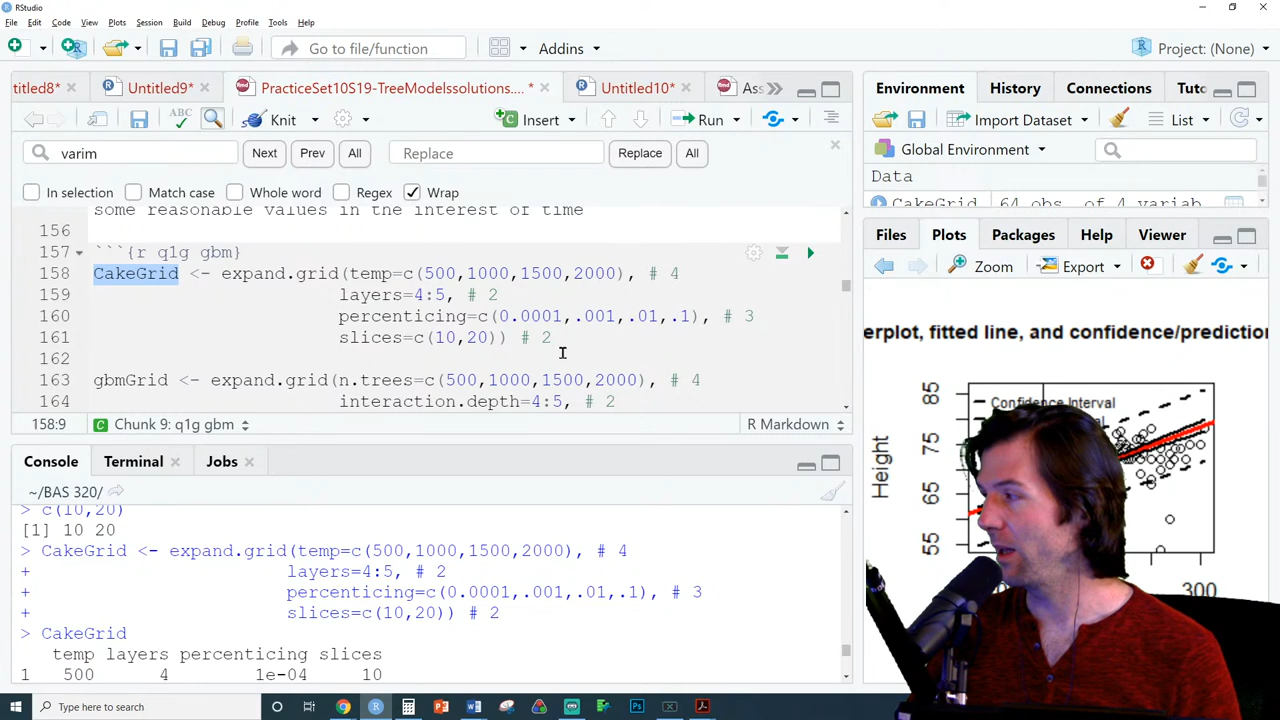 RStudio
File Edit Code View Plots Session Build Debug Profile Tools Help
Go to file/function Addins Project: (None)
titled8* Untitled9* PracticeSet10S19-TreeModelssolutions.... * Untitled10* Ass
ABC Knit Insert Run
varim Next Prev All Replace Replace All
In selection Match case Whole word Regex Wrap
some reasonable values in the interest of time
156
157 ```{r q1g gbm}
158 CakeGrid <- expand.grid(temp=c(500,1000,1500,2000), # 4
159 layers=4:5, # 2
160 percenticing=c(0.0001,.001,.01,.1), # 3
161 slices=c(10,20)) # 2
162
163 gbmGrid <- expand.grid(n.trees=c(500,1000,1500,2000), # 4
164 interaction.depth=4:5, # 2
158:9 Chunk 9: q1g gbm R Markdown
Console Terminal Jobs
~/BAS 320/
> c(10,20)
[1] 10 20
> CakeGrid <- expand.grid(temp=c(500,1000,1500,2000), # 4
+ layers=4:5, # 2
+ percenticing=c(0.0001,.001,.01,.1), # 3
+ slices=c(10,20)) # 2
> CakeGrid
temp layers percenticing slices
1 500 4 1e-04 10
Environment History Connections Tuto
Import Dataset List
Global Environment
Data
CakeGrid 64 obs. of 4 variab
Files Plots Packages Help Viewer
Zoom Export
erplot, fitted line, and confidence/prediction
Confidence Interval
Height
85
75
65
55
300
Type here to search